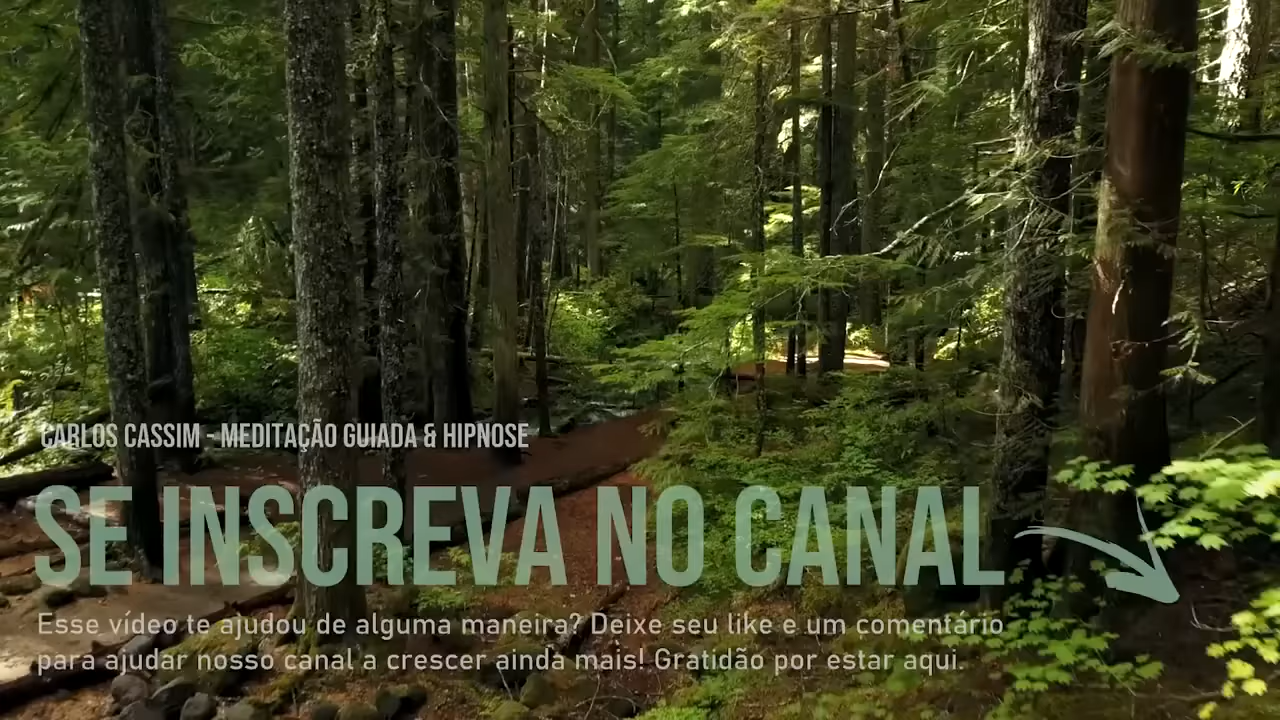 CARLOS CASSIM - MEDITAÇÃO GUIADA & HIPNOSE
SE INSCREVA NO CANAL
Esse vídeo te ajudou de alguma maneira? Deixe seu like e um comentário
para ajudar nosso canal a crescer ainda mais! Gratidão por estar aqui.